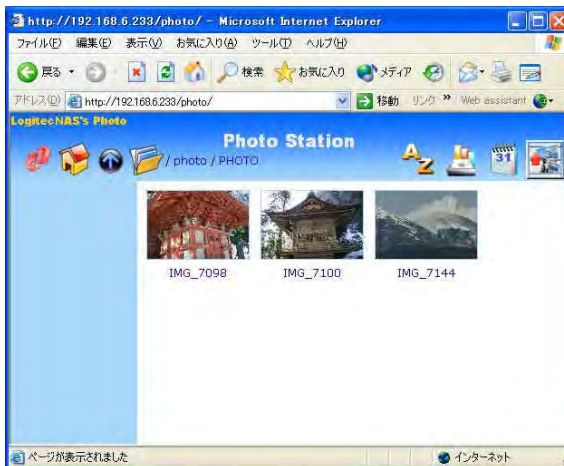 http://192.168.6.233/photo/ - Microsoft Internet Explorer
ファイル(F) 編集(E) 表示(V) お気に入り(A) ツール(T) ヘルプ(H)
戻る 検索 お気に入り メディア
アドレス(D) http://192.168.6.233/photo/ 移動 リンク » Web assistant
LogitecNAS's Photo
Photo Station
/ photo / PHOTO
A Z 31
IMG_7098 IMG_7100 IMG_7144
ページが表示されました インターネット